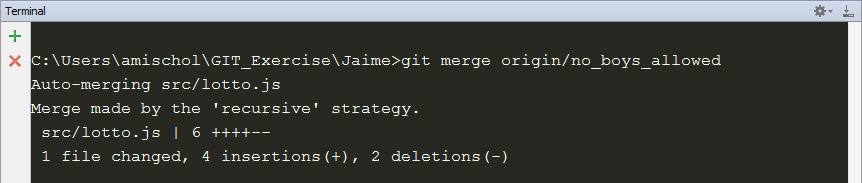 Terminal
C:\Users\amischol\GIT_Exercise\Jaime>git merge origin/no_boys_allowed
Auto-merging src/lotto.js
Merge made by the 'recursive' strategy.
 src/lotto.js | 6 ++++--
 1 file changed, 4 insertions(+), 2 deletions(-)